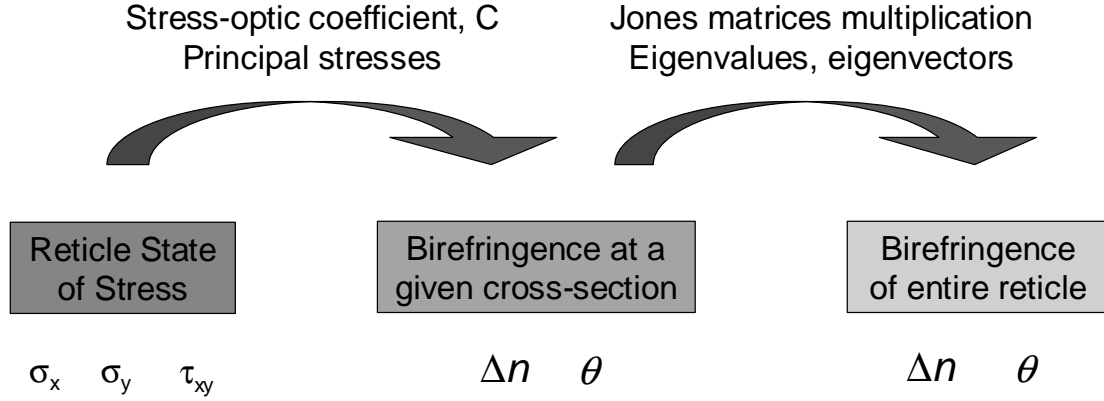 Stress-optic coefficient, C
Principal stresses
Jones matrices multiplication
Eigenvalues, eigenvectors
Reticle State
of Stress
Birefringence at a
given cross-section
Birefringence
of entire reticle
σx σy τxy
Δn θ
Δn θ